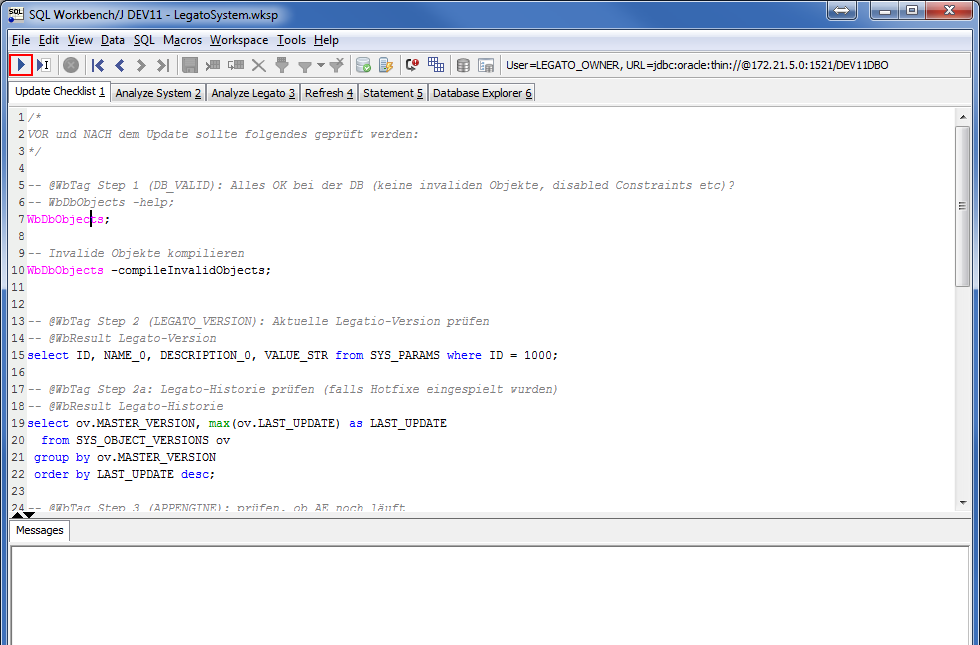 SQL Workbench/J DEV11 - LegatoSystem.wksp
File Edit View Data SQL Macros Workspace Tools Help
User=LEGATO_OWNER, URL=jdbc:oracle:thin://@172.21.5.0:1521/DEV11DBO
Update Checklist 1 Analyze System 2 Analyze Legato 3 Refresh 4 Statement 5 Database Explorer 6
1 /*
2 VOR und NACH dem Update sollte folgendes geprüft werden:
3 */
4
5 -- @WbTag Step 1 (DB_VALID): Alles OK bei der DB (keine invaliden Objekte, disabled Constraints etc)?
6 -- WbDbObjects -help;
7 WbDbObjects;
8
9 -- Invalide Objekte kompilieren
10 WbDbObjects -compileInvalidObjects;
11
12
13 -- @WbTag Step 2 (LEGATO_VERSION): Aktuelle Legatio-Version prüfen
14 -- @WbResult Legato-Version
15 select ID, NAME_0, DESCRIPTION_0, VALUE_STR from SYS_PARAMS where ID = 1000;
16
17 -- @WbTag Step 2a: Legato-Historie prüfen (falls Hotfixe eingespielt wurden)
18 -- @WbResult Legato-Historie
19 select ov.MASTER_VERSION, max(ov.LAST_UPDATE) as LAST_UPDATE
20 from SYS_OBJECT_VERSIONS ov
21 group by ov.MASTER_VERSION
22 order by LAST_UPDATE desc;
23
24 -- @WbTag Step 3 (APPENGINE): prüfen, ob AE noch läuft
Messages